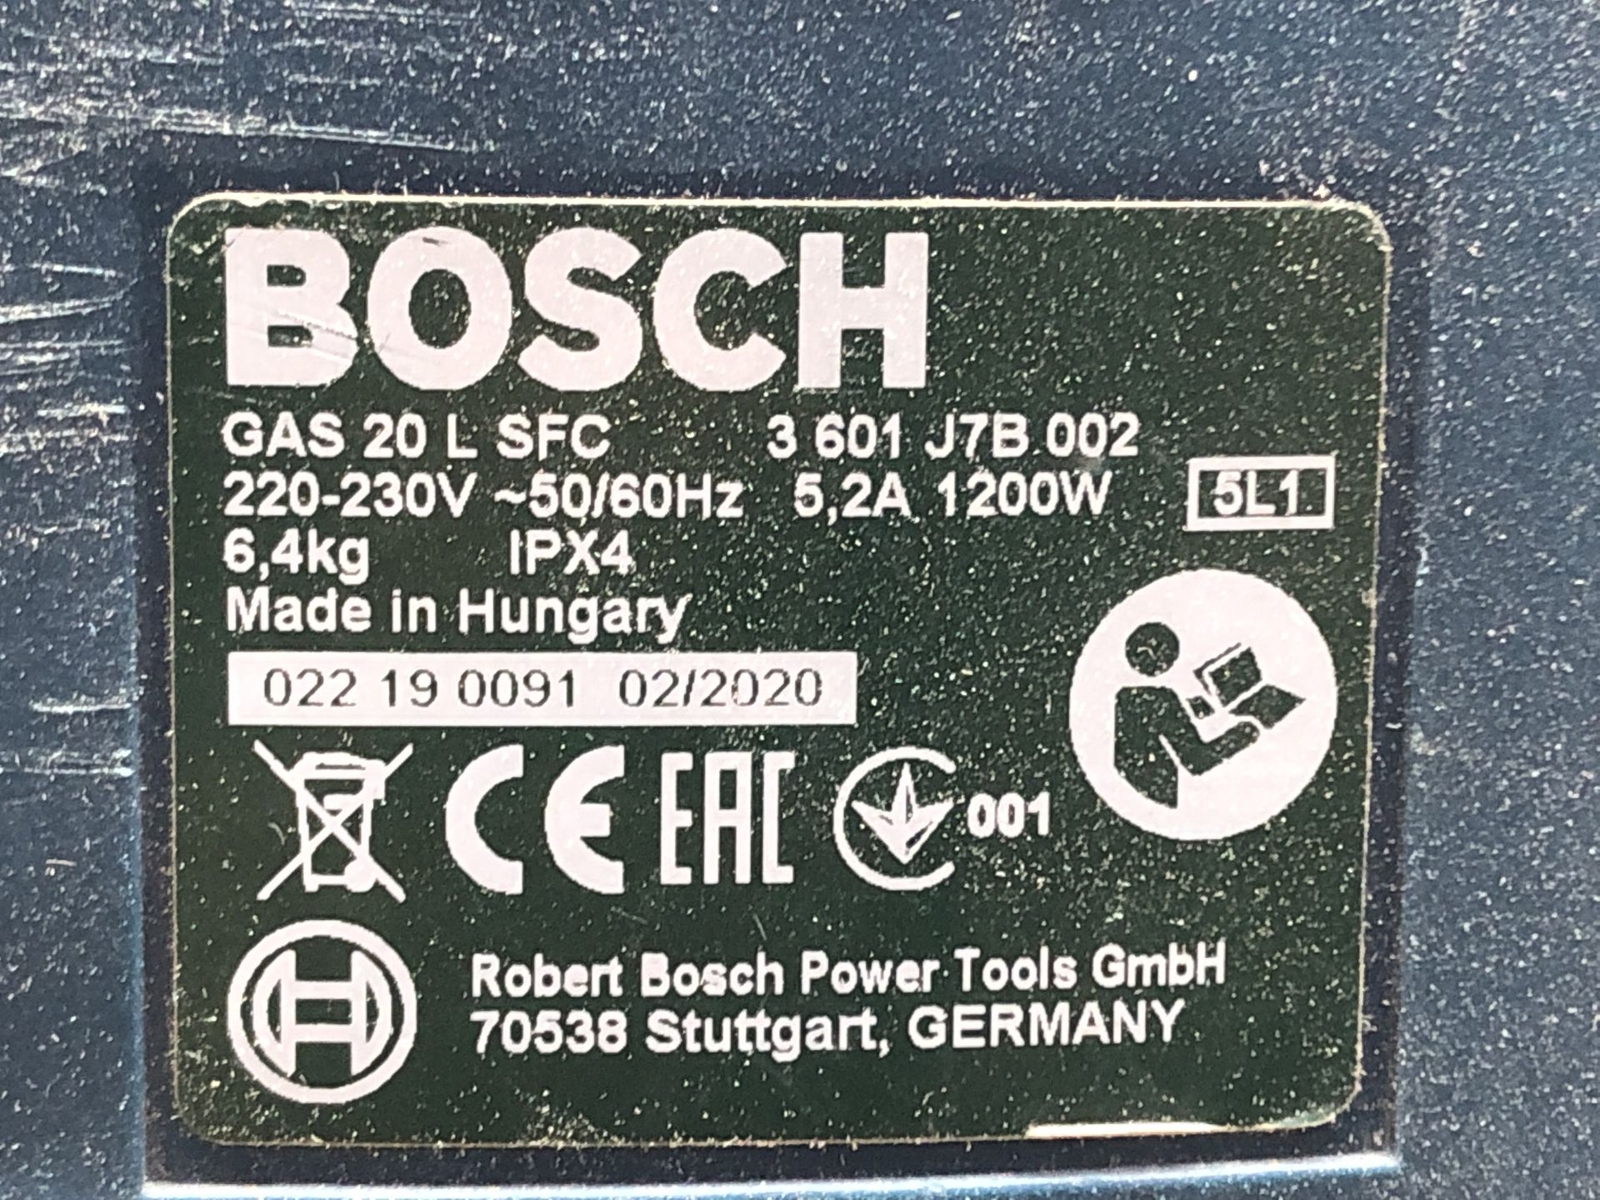 BOSCH
GAS 20 L SFC 3 601 J7B 002
220-230V ~50/60Hz 5,2A 1200W 5L1
6,4kg IPX4
Made in Hungary
022 19 0091 02/2020
CE EAC 001
Robert Bosch Power Tools GmbH
70538 Stuttgart, GERMANY